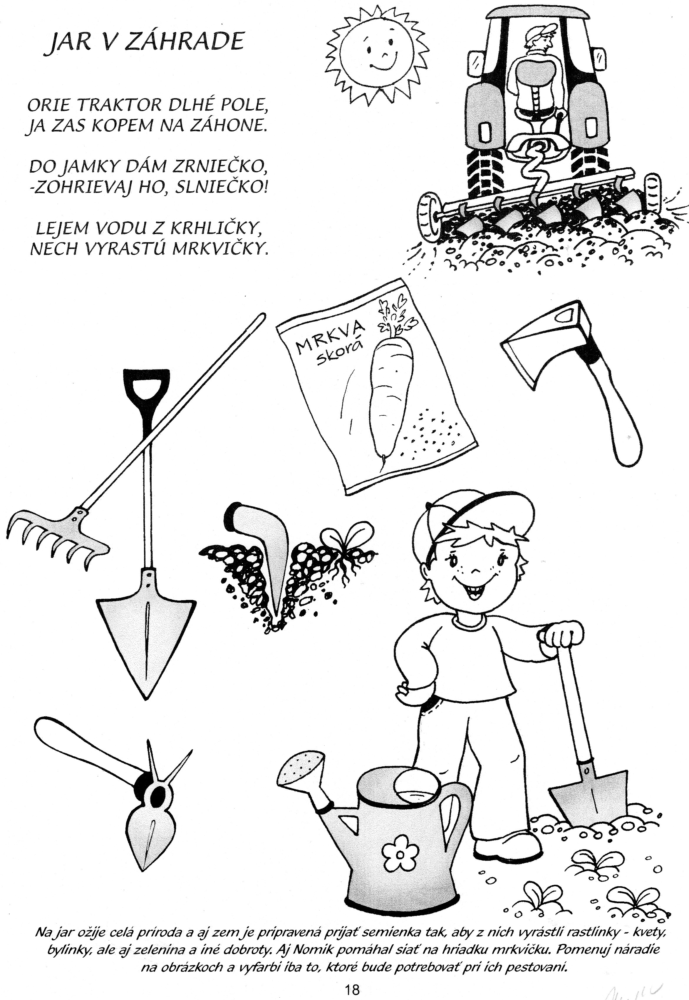 JAR V ZÁHRADE
ORIE TRAKTOR DLHÉ POLE,
JA ZAS KOPEM NA ZÁHONE.
DO JAMKY DÁM ZRNIEČKO,
-ZOHRIEVAJ HO, SLNIEČKO!
LEJEM VODU Z KRHLIČKY,
NECH VYRASTÚ MRKVIČKY.
MRKVA
skorá
Na jar ožije celá príroda a aj zem je pripravená prijať semienka tak, aby z nich vyrástli rastlinky - kvety,
bylinky, ale aj zelenina a iné dobroty. Aj Nomik pomáhal siať na hriadku mrkvičku. Pomenuj náradie
na obrázkoch a vyfarbi iba to, ktoré bude potrebovať pri ich pestovaní.
18